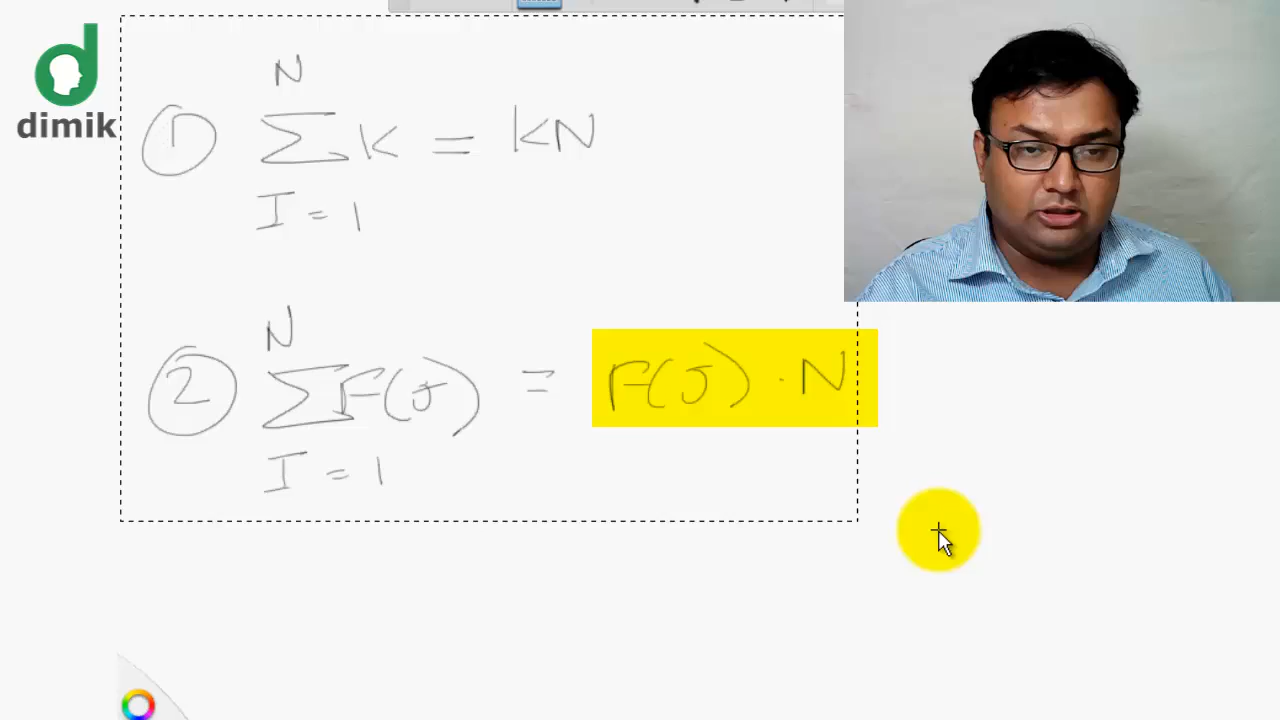 dimik
N
① ∑ K = KN
I = 1
N
② ∑ F(J) = F(J) · N
I = 1